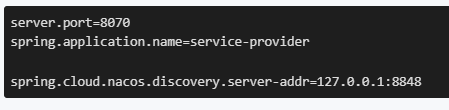 server.port=8070
spring.application.name=service-provider
spring.cloud.nacos.discovery.server-addr=127.0.0.1:8848